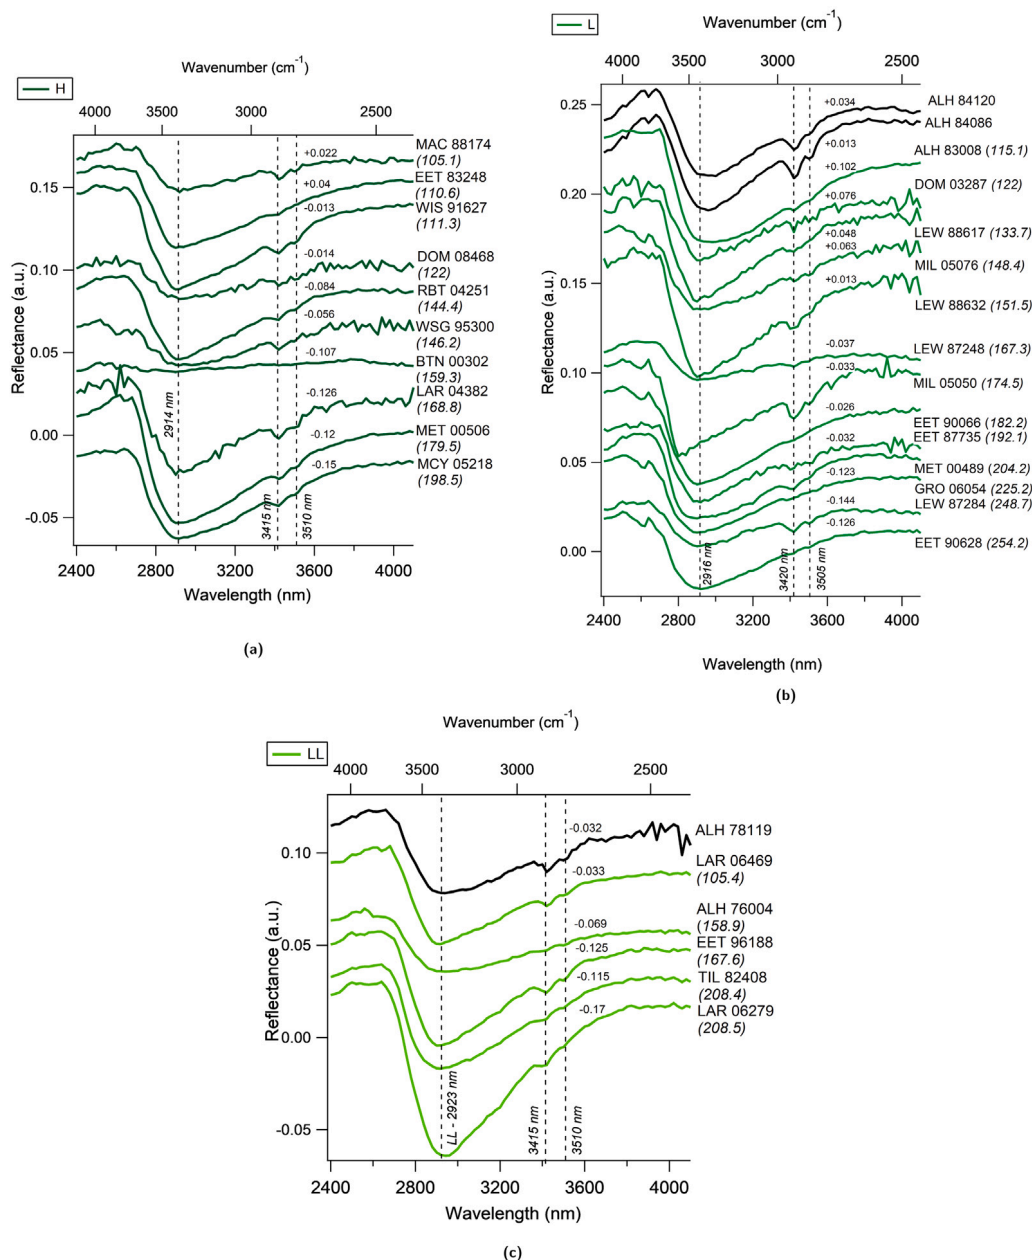 Wavenumber (cm-1)
H
4000 3500 3000 2500
MAC 88174
(105.1)
EET 83248
(110.6)
WIS 91627
(111.3)
DOM 08468
(122)
RBT 04251
(144.4)
WSG 95300
(146.2)
BTN 00302
(159.3)
LAR 04382
(168.8)
MET 00506
(179.5)
MCY 05218
(198.5)
+0.022
+0.04
-0.013
-0.014
-0.084
-0.056
-0.107
-0.126
-0.12
-0.15
0.15
0.10
0.05
0.00
-0.05
Reflectance (a.u.)
2914 nm
3415 nm
3510 nm
2400 2800 3200 3600 4000
Wavelength (nm)
(a)
L
Wavenumber (cm-1)
4000 3500 3000 2500
ALH 84120
ALH 84086
ALH 83008 (115.1)
DOM 03287 (122)
LEW 88617 (133.7)
MIL 05076 (148.4)
LEW 88632 (151.5)
LEW 87248 (167.3)
MIL 05050 (174.5)
EET 90066 (182.2)
EET 87735 (192.1)
MET 00489 (204.2)
GRO 06054 (225.2)
LEW 87284 (248.7)
EET 90628 (254.2)
+0.034
+0.013
+0.102
+0.076
+0.048
+0.063
+0.013
-0.037
-0.033
-0.026
-0.032
-0.123
-0.144
-0.126
0.25
0.20
0.15
0.10
0.05
0.00
Reflectance (a.u.)
2916 nm
3420 nm
3505 nm
2400 2800 3200 3600 4000
Wavelength (nm)
(b)
Wavenumber (cm-1)
LL
4000 3500 3000 2500
ALH 78119
LAR 06469
(105.4)
ALH 76004
(158.9)
EET 96188
(167.6)
TIL 82408
(208.4)
LAR 06279
(208.5)
-0.032
-0.033
-0.069
-0.125
-0.115
-0.17
0.10
0.05
0.00
-0.05
Reflectance (a.u.)
LL - 2923 nm
3415 nm
3510 nm
2400 2800 3200 3600 4000
Wavelength (nm)
(c)